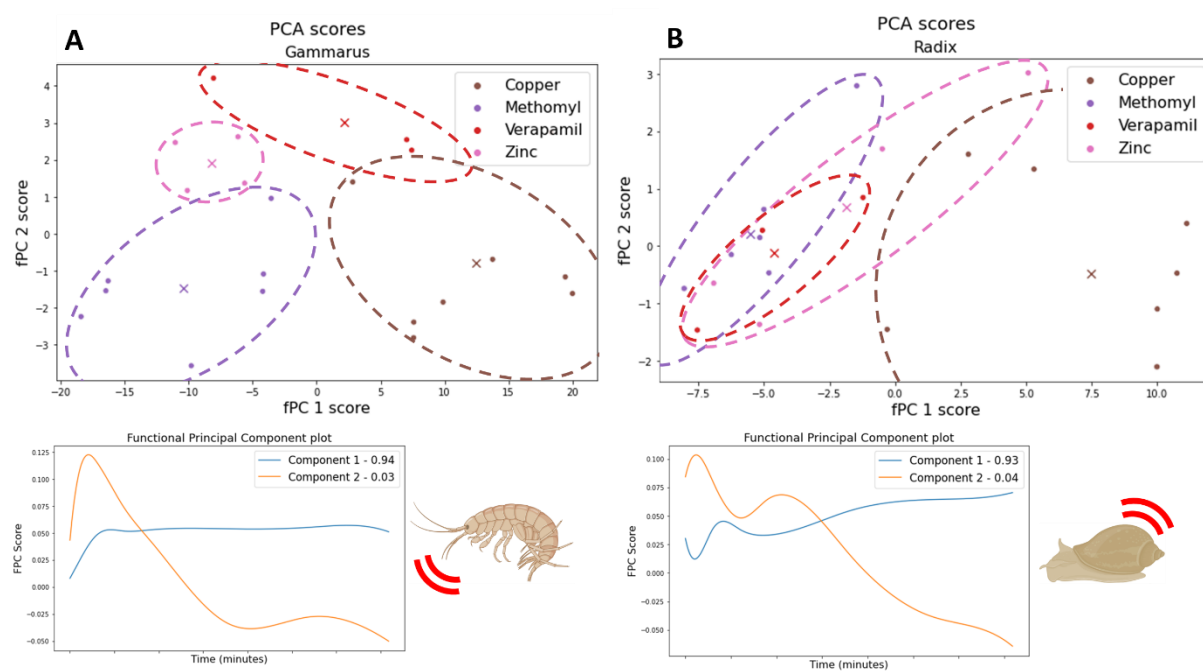 A
PCA scores
Gammarus
Copper
Methomyl
Verapamil
Zinc
fPC 2 score
4
3
2
1
0
−1
−2
−3
−20
−15
−10
−5
0
5
10
15
20
fPC 1 score
B
PCA scores
Radix
Copper
Methomyl
Verapamil
Zinc
fPC 2 score
3
2
1
0
−1
−2
−7.5
−5.0
−2.5
0.0
2.5
5.0
7.5
10.0
fPC 1 score
Functional Principal Component plot
Component 1 - 0.94
Component 2 - 0.03
FPC Score
0.125
0.100
0.075
0.050
0.025
0.000
−0.025
−0.050
Time (minutes)
Functional Principal Component plot
Component 1 - 0.93
Component 2 - 0.04
FPC Score
0.100
0.075
0.050
0.025
0.000
−0.025
−0.050
Time (minutes)